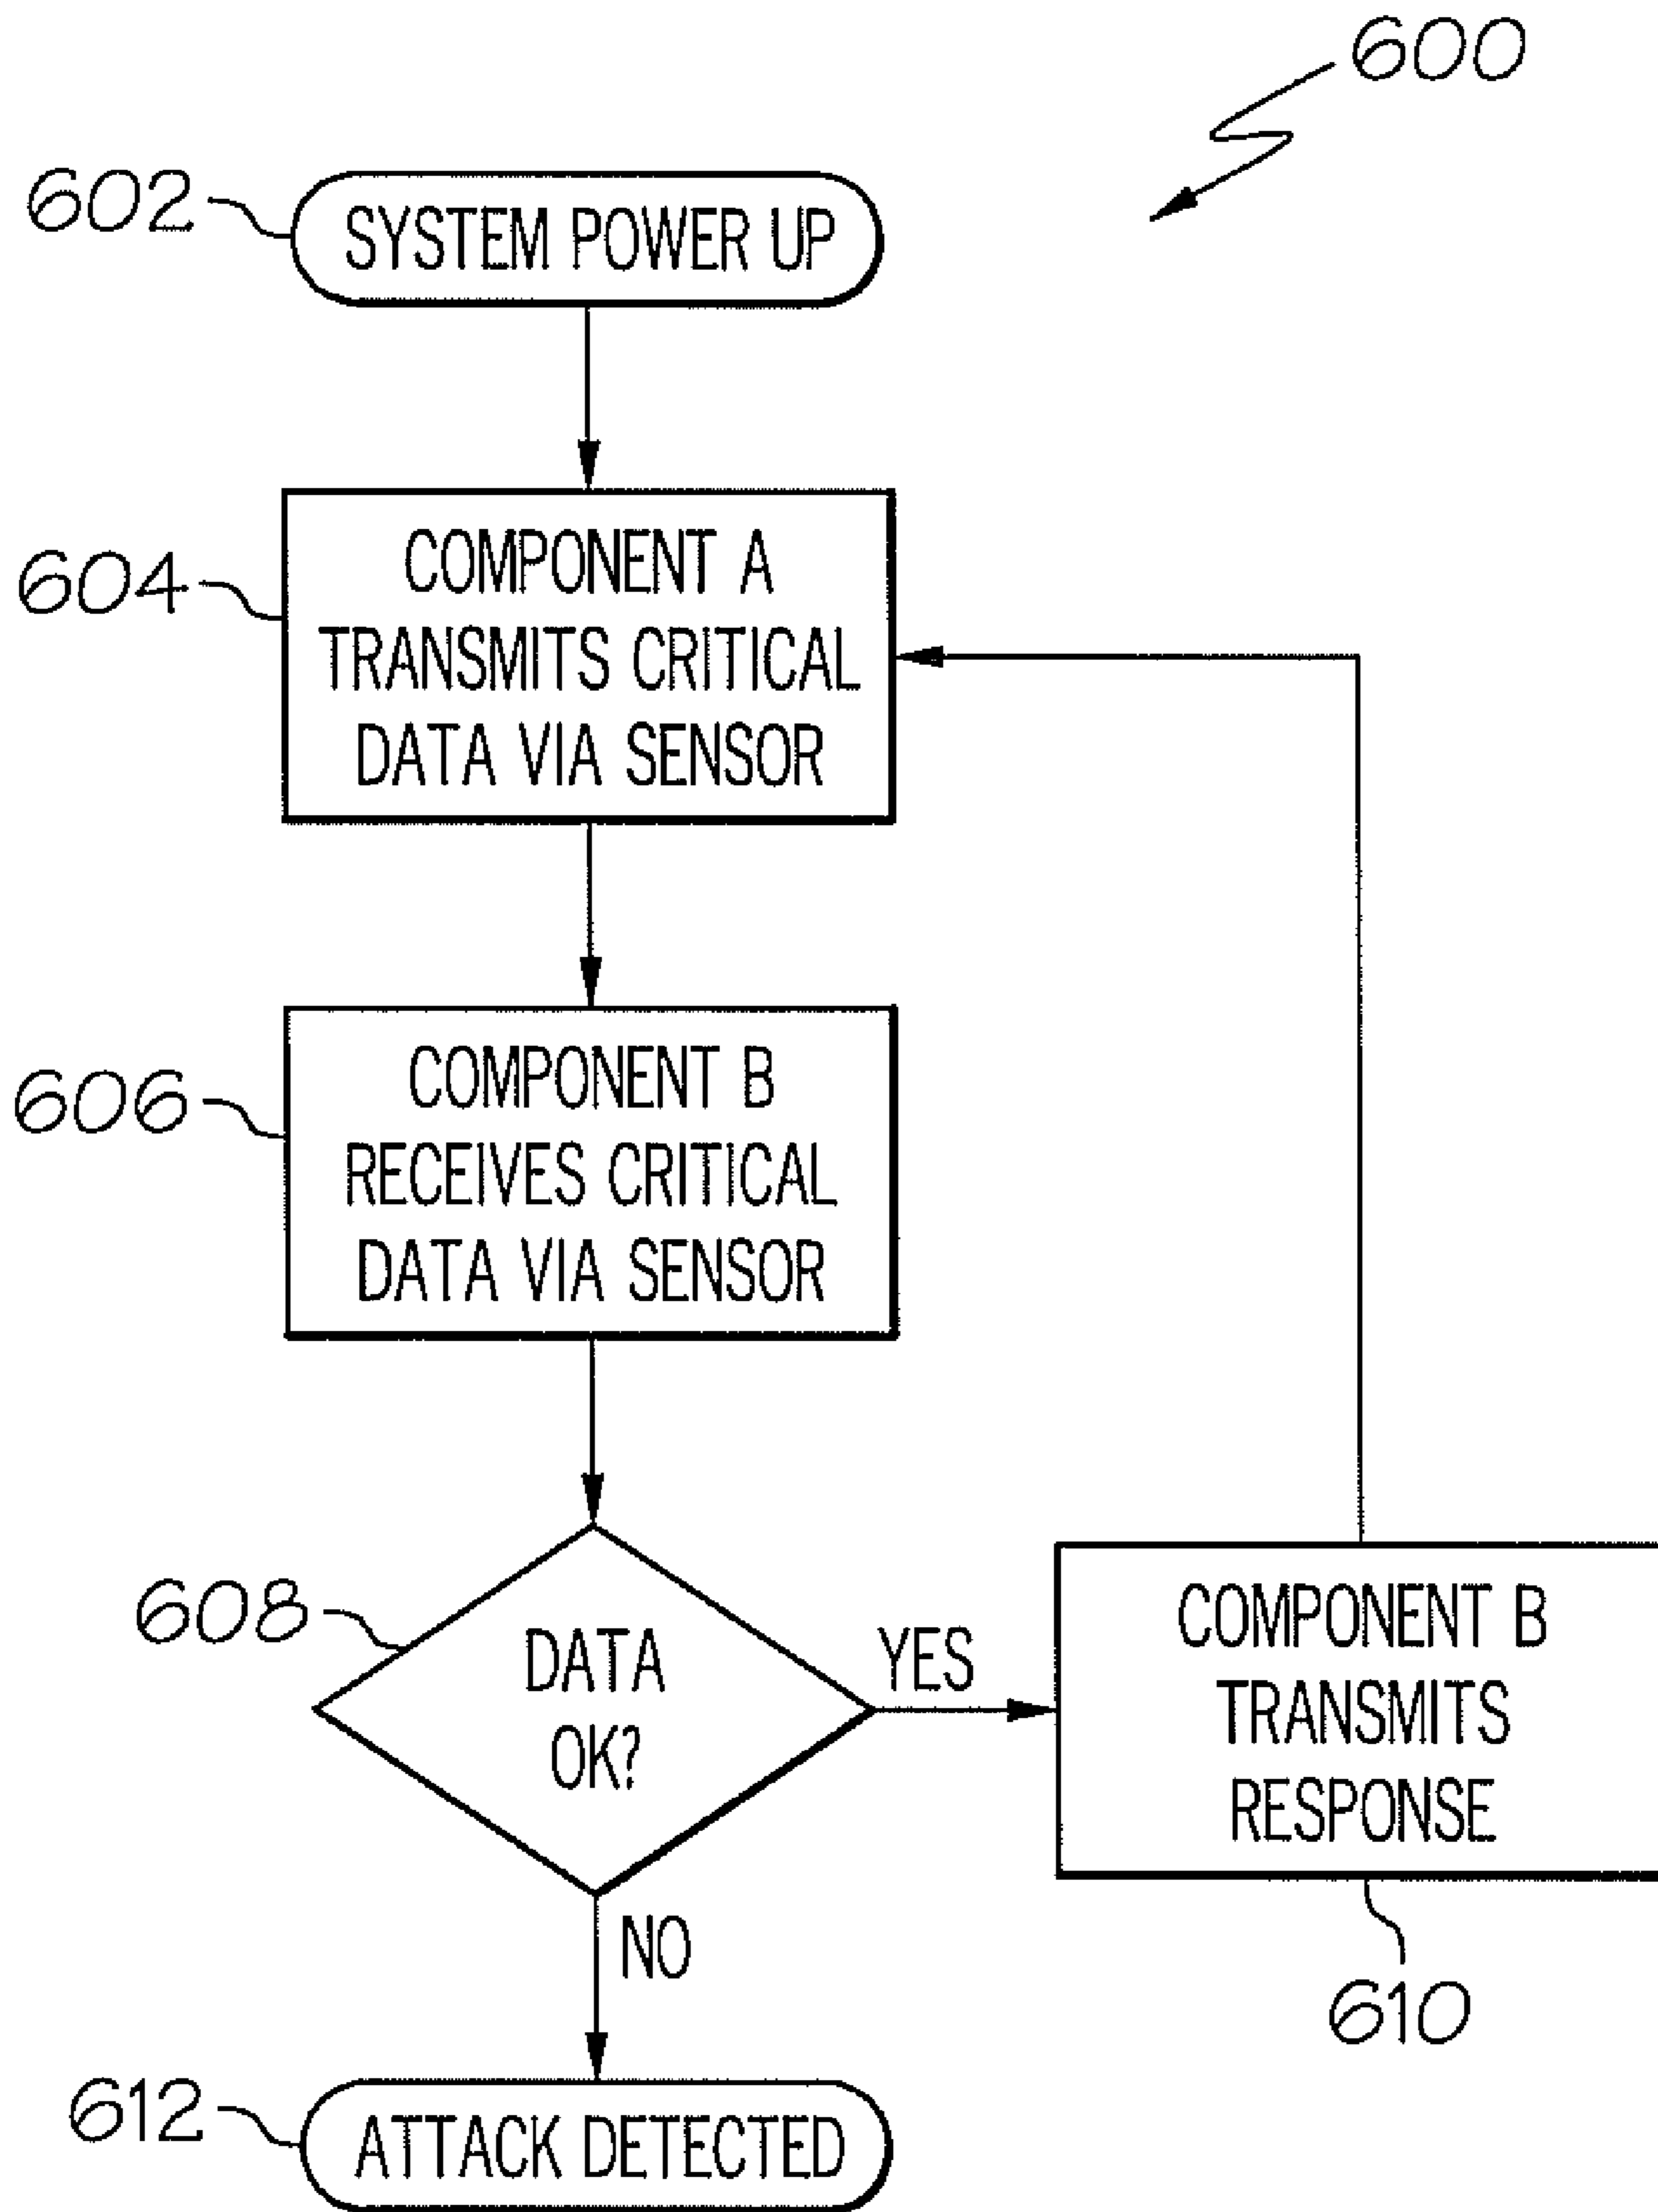 600
602
SYSTEM POWER UP
604
COMPONENT A
TRANSMITS CRITICAL
DATA VIA SENSOR
606
COMPONENT B
RECEIVES CRITICAL
DATA VIA SENSOR
608
DATA
OK?
YES
COMPONENT B
TRANSMITS
RESPONSE
610
NO
612
ATTACK DETECTED